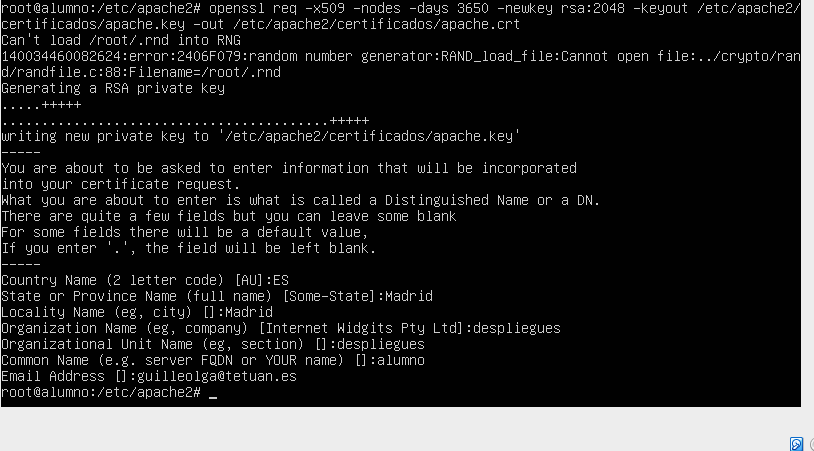 root@alumno:/etc/apache2# openssl req -x509 -nodes -days 3650 -newkey rsa:2048 -keyout /etc/apache2/
certificados/apache.key -out /etc/apache2/certificados/apache.crt
Can't load /root/.rnd into RNG
140034460082624:error:2406F079:random number generator:RAND_load_file:Cannot open file:../crypto/ran
d/randfile.c:88:Filename=/root/.rnd
Generating a RSA private key
.....+++++
.........................................+++++
writing new private key to '/etc/apache2/certificados/apache.key'
-----
You are about to be asked to enter information that will be incorporated
into your certificate request.
What you are about to enter is what is called a Distinguished Name or a DN.
There are quite a few fields but you can leave some blank
For some fields there will be a default value,
If you enter '.', the field will be left blank.
-----
Country Name (2 letter code) [AU]:ES
State or Province Name (full name) [Some-State]:Madrid
Locality Name (eg, city) []:Madrid
Organization Name (eg, company) [Internet Widgits Pty Ltd]:despliegues
Organizational Unit Name (eg, section) []:despliegues
Common Name (e.g. server FQDN or YOUR name) []:alumno
Email Address []:guilleolga@tetuan.es
root@alumno:/etc/apache2# _